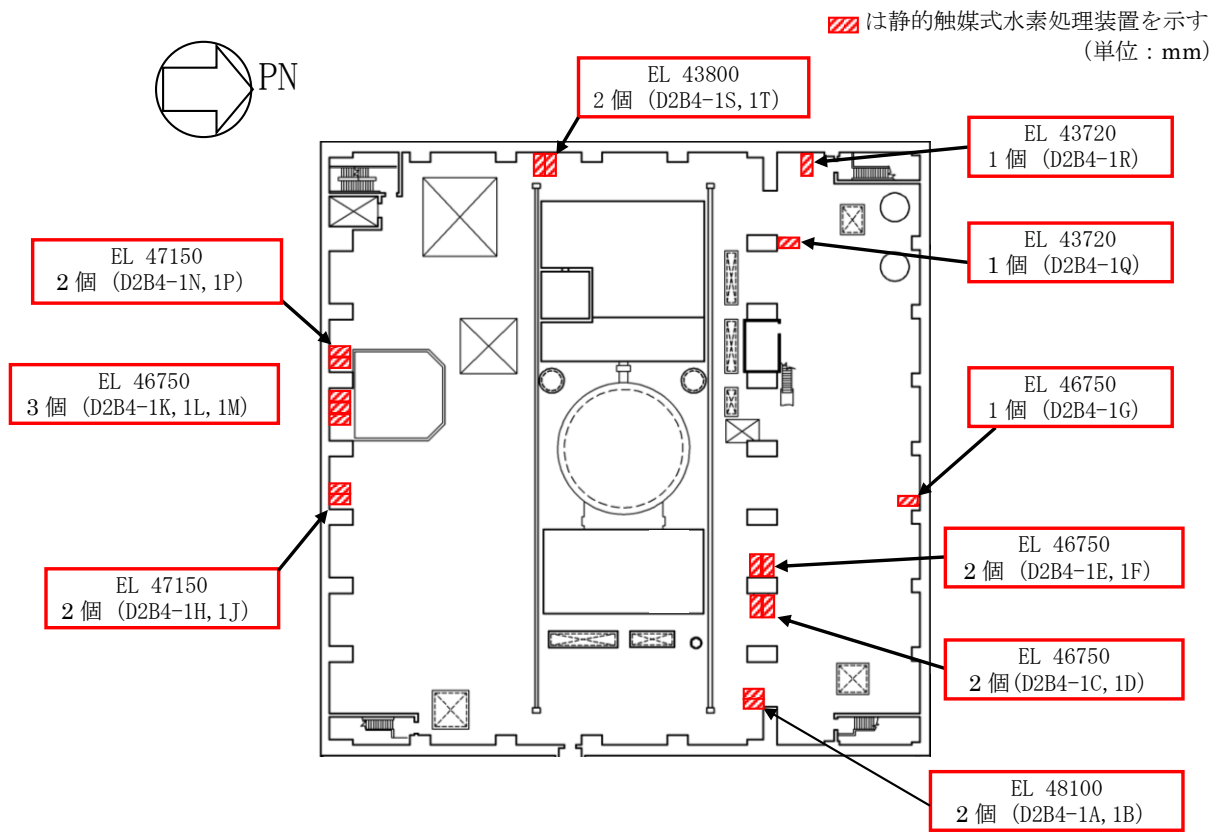 は静的触媒式水素処理装置を示す
(単位：mm)
PN
EL 43800
2 個 (D2B4-1S, 1T)
EL 43720
1 個 (D2B4-1R)
EL 43720
1 個 (D2B4-1Q)
EL 47150
2 個 (D2B4-1N, 1P)
EL 46750
3 個 (D2B4-1K, 1L, 1M)
EL 46750
1 個 (D2B4-1G)
EL 46750
2 個 (D2B4-1E, 1F)
EL 47150
2 個 (D2B4-1H, 1J)
EL 46750
2 個(D2B4-1C, 1D)
EL 48100
2 個 (D2B4-1A, 1B)